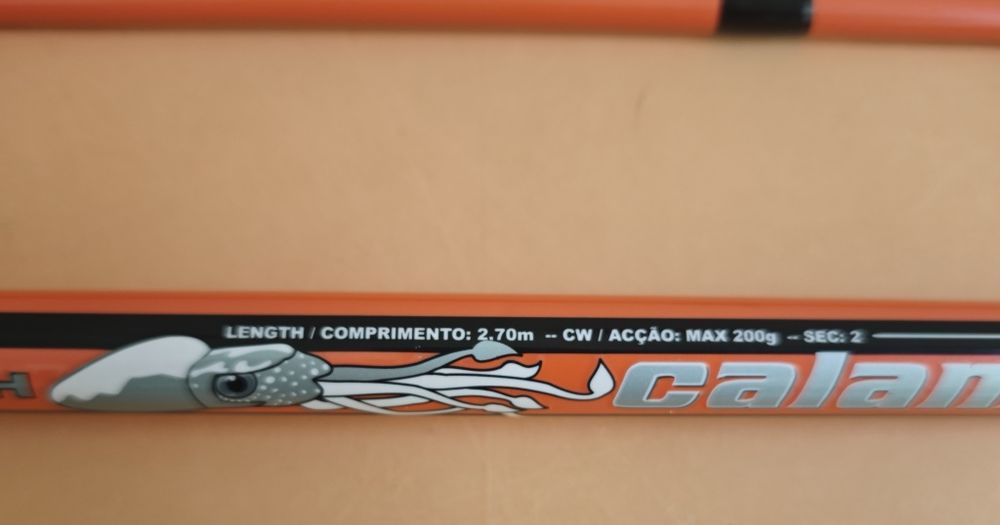 LENGTH / COMPRIMENTO: 2,70m -- CW / ACÇÃO: MAX 200g -- SEC: 2
calam